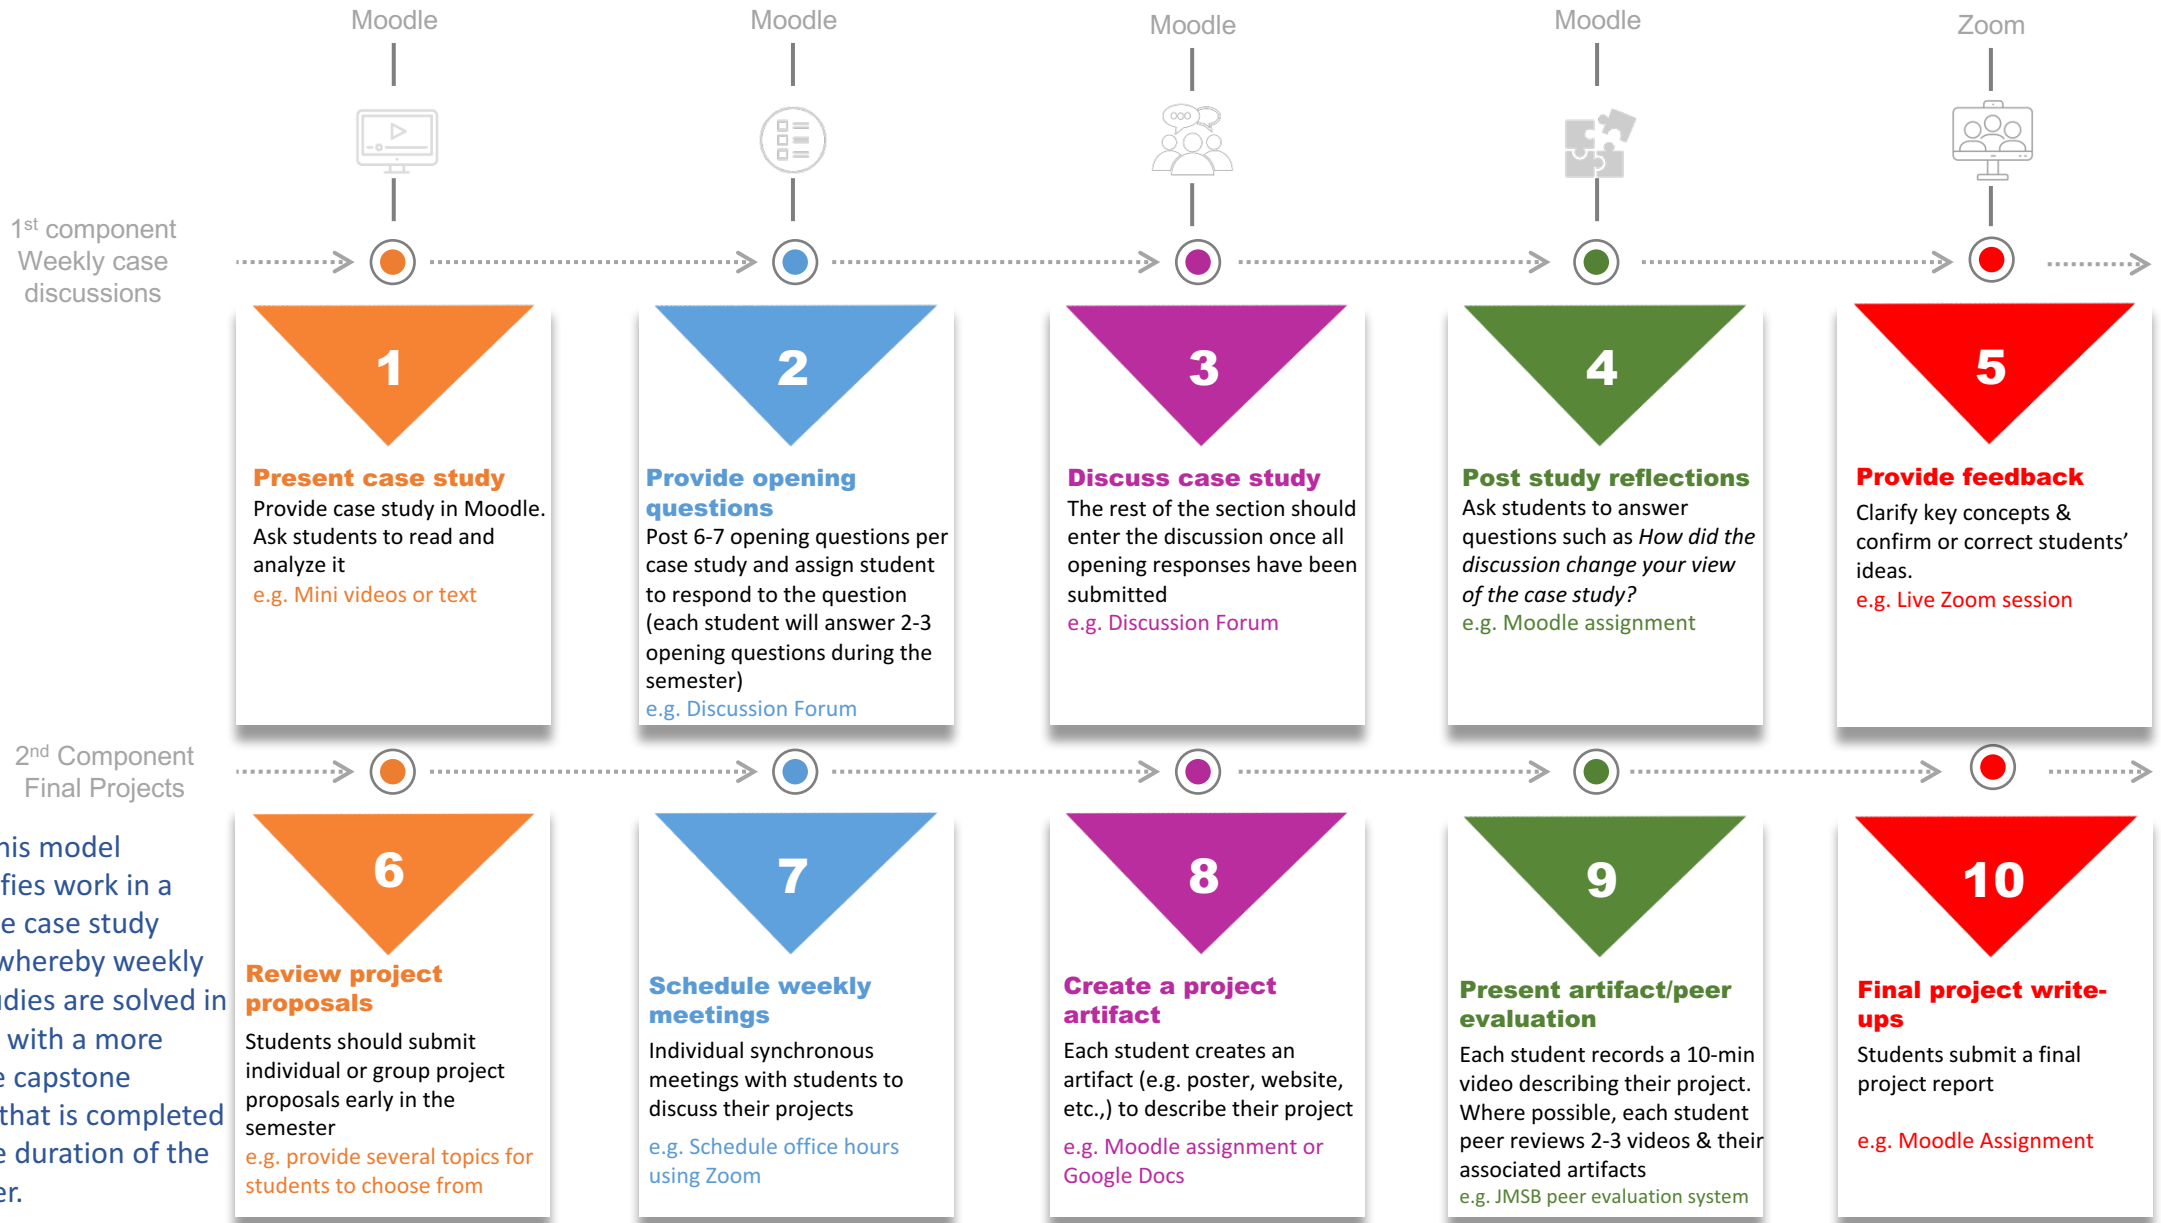 Moodle
Moodle
Moodle
Moodle
Zoom
1st component
Weekly case
discussions
1
Present case study
Provide case study in Moodle.
Ask students to read and
analyze it
e.g. Mini videos or text
2
Provide opening
questions
Post 6-7 opening questions per
case study and assign student
to respond to the question
(each student will answer 2-3
opening questions during the
semester)
e.g. Discussion Forum
3
Discuss case study
The rest of the section should
enter the discussion once all
opening responses have been
submitted
e.g. Discussion Forum
4
Post study reflections
Ask students to answer
questions such as How did the
discussion change your view
of the case study?
e.g. Moodle assignment
5
Provide feedback
Clarify key concepts &
confirm or correct students’
ideas.
e.g. Live Zoom session
2nd Component
Final Projects
model
work in a
case study
whereby weekly
are solved in
with a more
capstone
that is completed
duration of the
6
Review project
proposals
Students should submit
individual or group project
proposals early in the
semester
e.g. provide several topics for
students to choose from
7
Schedule weekly
meetings
Individual synchronous
meetings with students to
discuss their projects
e.g. Schedule office hours
using Zoom
8
Create a project
artifact
Each student creates an
artifact (e.g. poster, website,
etc.,) to describe their project
e.g. Moodle assignment or
Google Docs
9
Present artifact/peer
evaluation
Each student records a 10-min
video describing their project.
Where possible, each student
peer reviews 2-3 videos & their
associated artifacts
e.g. JMSB peer evaluation system
10
Final project write-
ups
Students submit a final
project report
e.g. Moodle Assignment